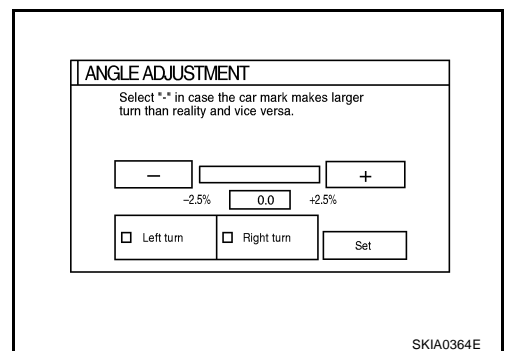 ANGLE ADJUSTMENT
Select "-" in case the car mark makes larger
turn than reality and vice versa.
− +
−2.5% 0.0 +2.5%
Left turn Right turn Set
SKIA0364E